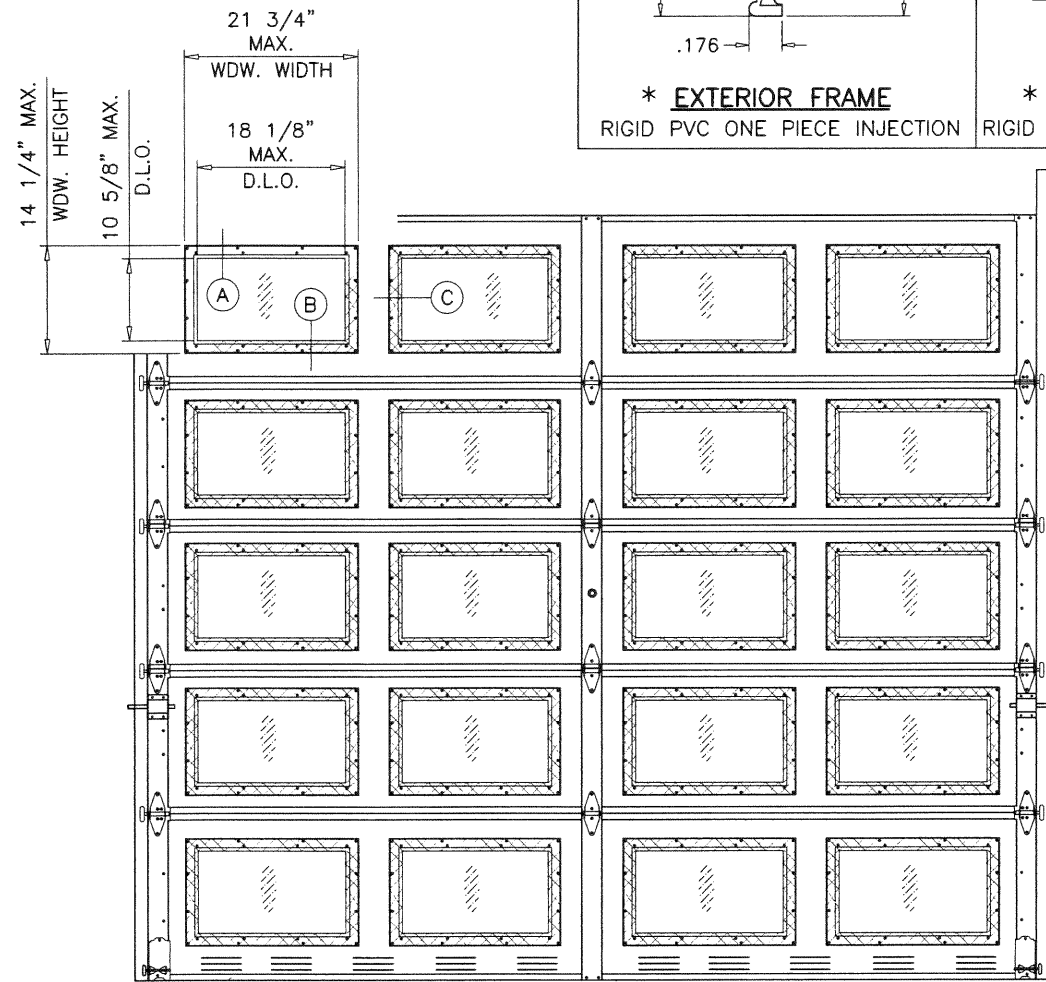 21 3/4"
MAX.
WDW. WIDTH
18 1/8"
MAX.
D.L.O.
14 1/4" MAX.
WDW. HEIGHT
10 5/8" MAX.
D.L.O.
.176
* EXTERIOR FRAME
RIGID PVC ONE PIECE INJECTION
*
RIGID
A
B
C